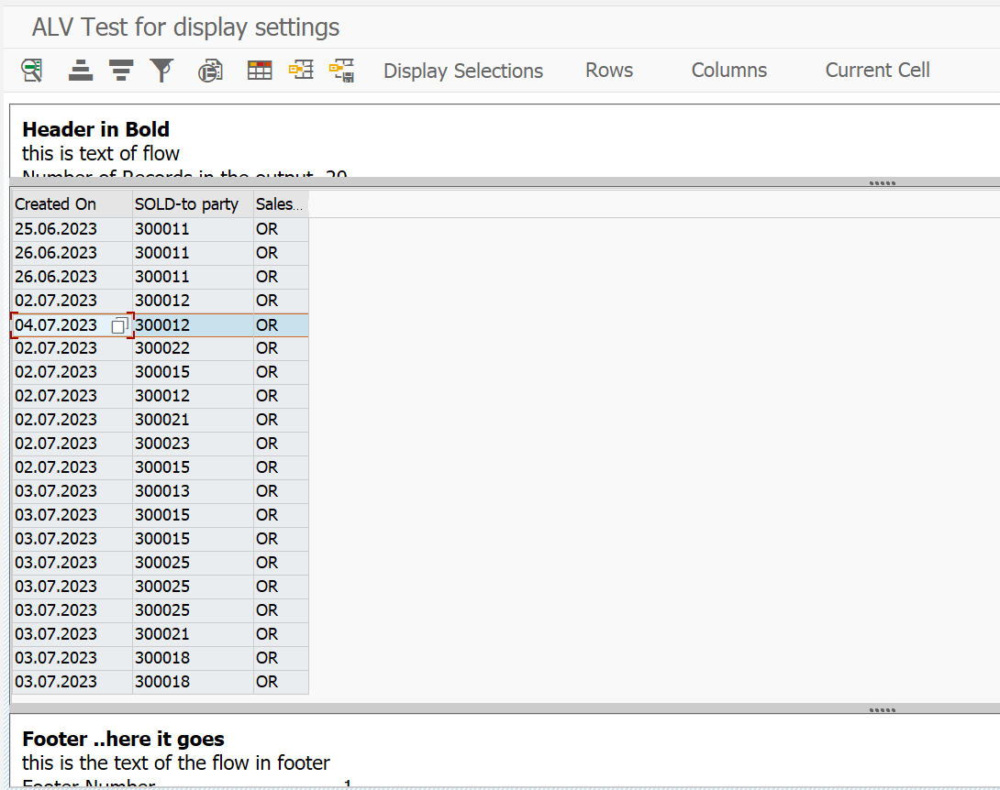 ALV Test for display settings
Display Selections Rows Columns Current Cell
Header in Bold
this is text of flow
Number of Records in the output 20
Created On SOLD-to party Sales...
25.06.2023 300011 OR
26.06.2023 300011 OR
26.06.2023 300011 OR
02.07.2023 300012 OR
04.07.2023 300012 OR
02.07.2023 300022 OR
02.07.2023 300015 OR
02.07.2023 300012 OR
02.07.2023 300021 OR
02.07.2023 300023 OR
02.07.2023 300015 OR
03.07.2023 300013 OR
03.07.2023 300015 OR
03.07.2023 300015 OR
03.07.2023 300025 OR
03.07.2023 300025 OR
03.07.2023 300025 OR
03.07.2023 300021 OR
03.07.2023 300018 OR
03.07.2023 300018 OR
Footer ..here it goes
this is the text of the flow in footer
Footer Number 1